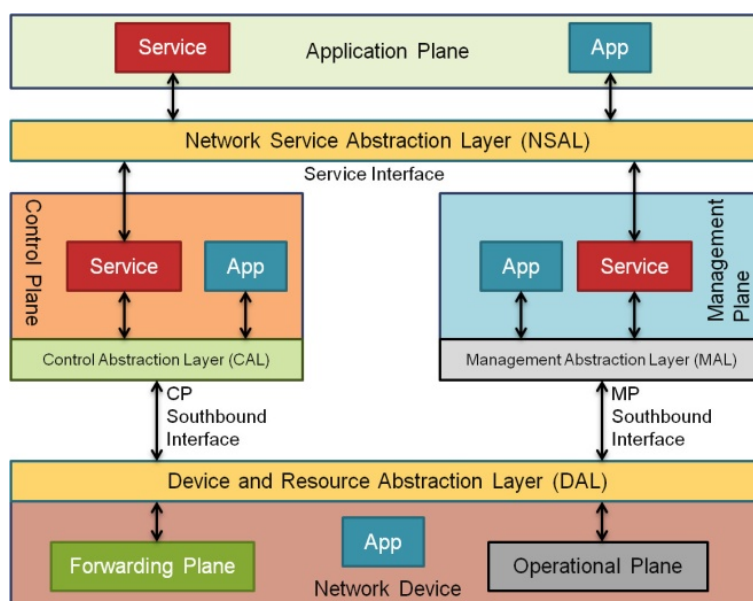 Service
Application Plane
App
Network Service Abstraction Layer (NSAL)
Service Interface
Control Plane
Service
App
App
Service
Management
Plane
Control Abstraction Layer (CAL)
Management Abstraction Layer (MAL)
CP
Southbound
Interface
MP
Southbound
Interface
Device and Resource Abstraction Layer (DAL)
Forwarding Plane
App
Network Device
Operational Plane